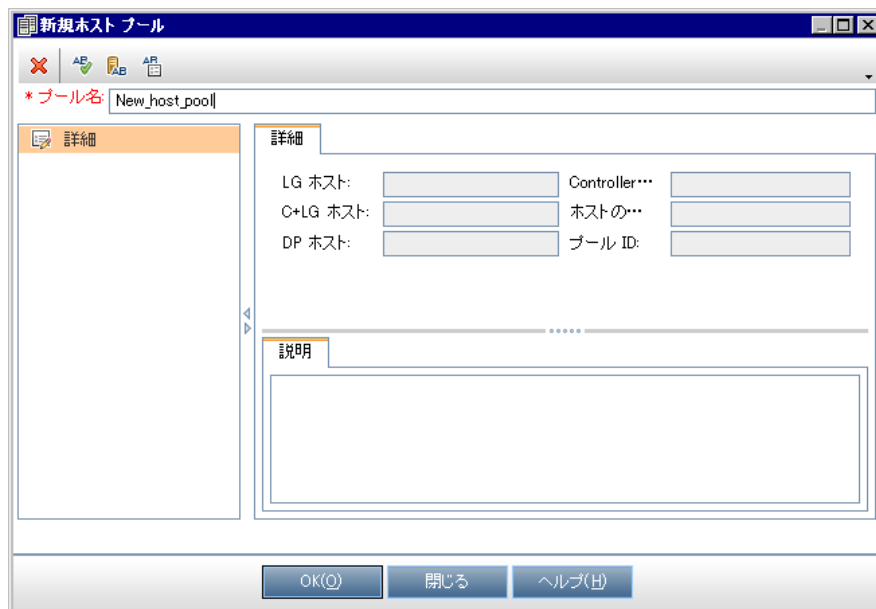 新規ホスト プール
* プール名: New_host_pool
詳細
詳細
LG ホスト:
Controller…
C+LG ホスト:
ホストの…
DP ホスト:
プール ID:
説明
OK(O)
閉じる
ヘルプ(H)